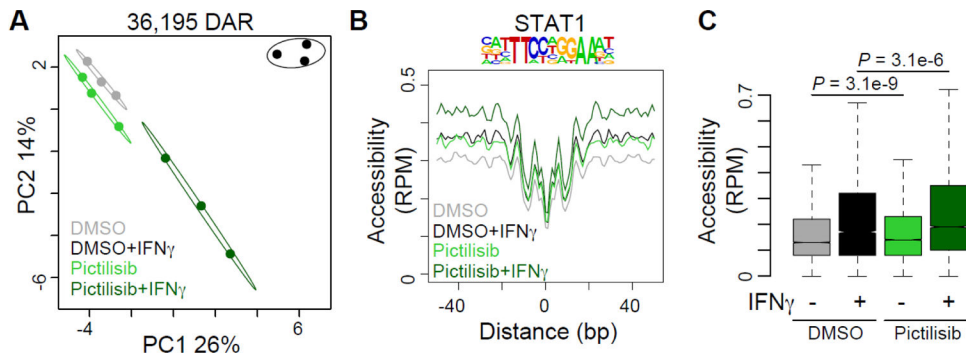 A
36,195 DAR
PC2 14%
2
-6
DMSO
DMSO+IFNγ
Pictilisib
Pictilisib+IFNγ
-4
6
PC1 26%
B
STAT1
TTCC
GGAA
Accessibility
(RPM)
0.5
0
DMSO
DMSO+IFNγ
Pictilisib
Pictilisib+IFNγ
-40
0
40
Distance (bp)
C
P = 3.1e-6
P = 3.1e-9
Accessibility
(RPM)
0.7
0
IFNγ - + - +
DMSO Pictilisib